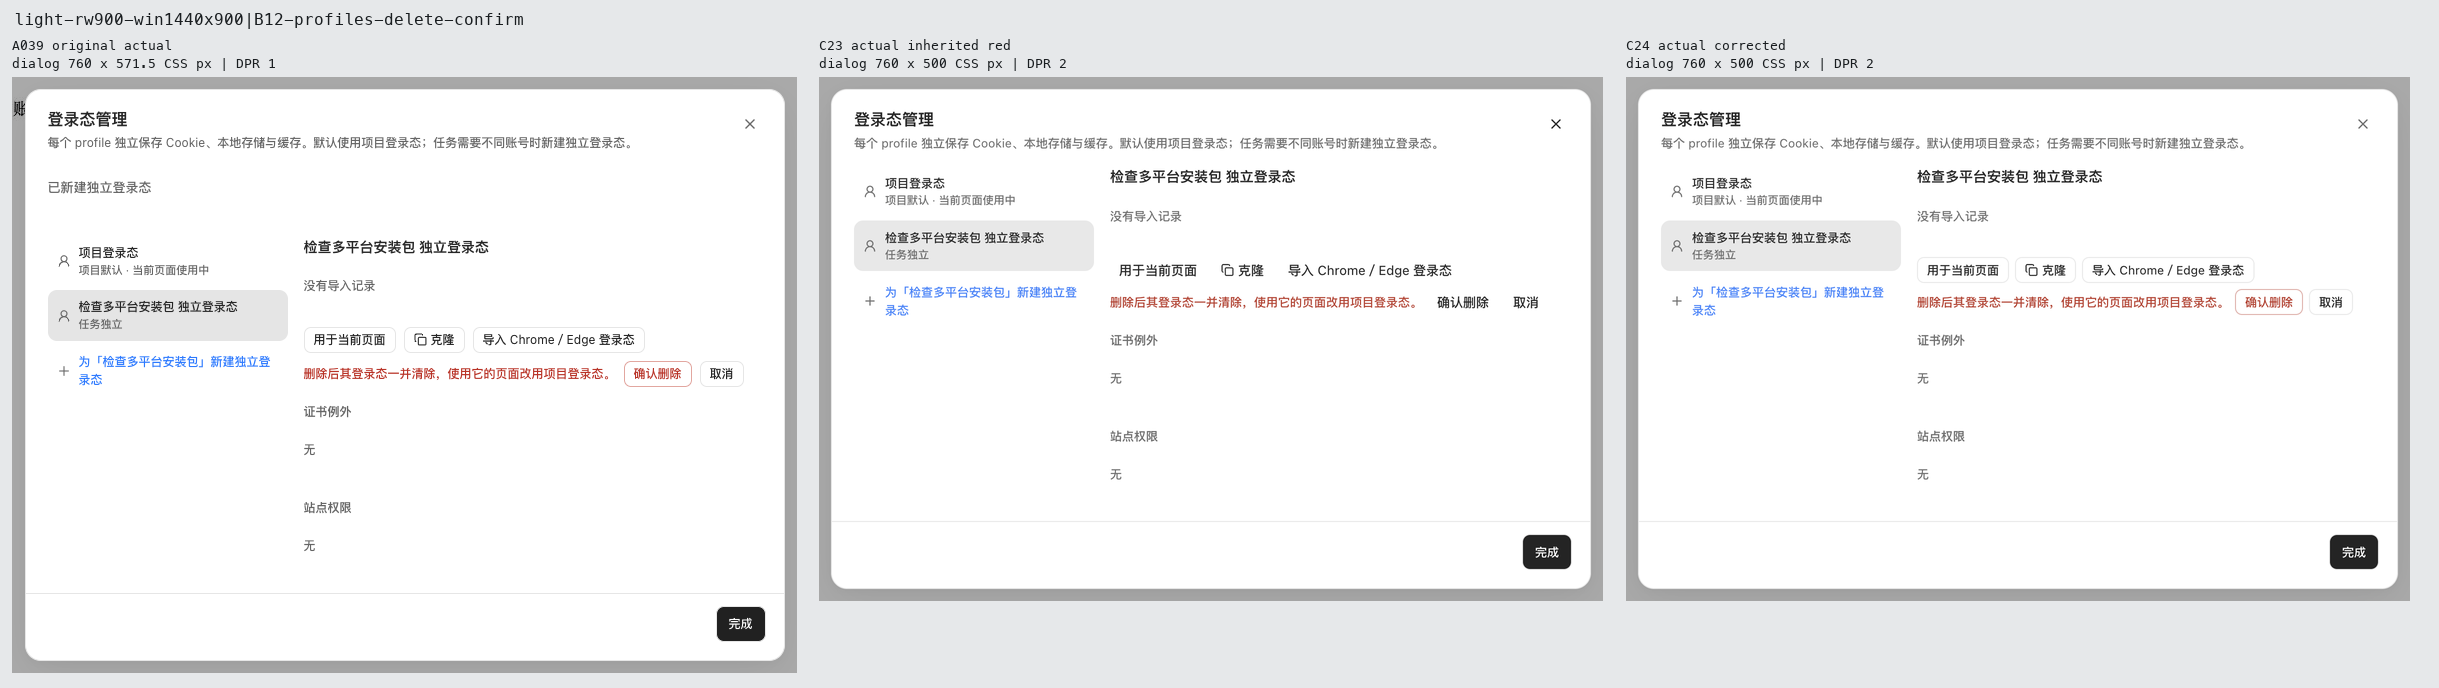 light-rw900-win1440x900|B12-profiles-delete-confirm
A039 original actual
dialog 760 x 571.5 CSS px | DPR 1
账
登录态管理
每个 profile 独立保存 Cookie、本地存储与缓存。默认使用项目登录态；任务需要不同账号时新建独立登录态。
已新建独立登录态
项目登录态
项目默认 · 当前页面使用中
检查多平台安装包 独立登录态
任务独立
为「检查多平台安装包」新建独立登
录态
检查多平台安装包 独立登录态
没有导入记录
用于当前页面 克隆 导入 Chrome / Edge 登录态
删除后其登录态一并清除，使用它的页面改用项目登录态。 确认删除 取消
证书例外
无
站点权限
无
完成
C23 actual inherited red
dialog 760 x 500 CSS px | DPR 2
登录态管理
每个 profile 独立保存 Cookie、本地存储与缓存。默认使用项目登录态；任务需要不同账号时新建独立登录态。
项目登录态
项目默认 · 当前页面使用中
检查多平台安装包 独立登录态
任务独立
为「检查多平台安装包」新建独立登
录态
检查多平台安装包 独立登录态
没有导入记录
用于当前页面 克隆 导入 Chrome / Edge 登录态
删除后其登录态一并清除，使用它的页面改用项目登录态。 确认删除 取消
证书例外
无
站点权限
无
完成
C24 actual corrected
dialog 760 x 500 CSS px | DPR 2
登录态管理
每个 profile 独立保存 Cookie、本地存储与缓存。默认使用项目登录态；任务需要不同账号时新建独立登录态。
项目登录态
项目默认 · 当前页面使用中
检查多平台安装包 独立登录态
任务独立
为「检查多平台安装包」新建独立登
录态
检查多平台安装包 独立登录态
没有导入记录
用于当前页面 克隆 导入 Chrome / Edge 登录态
删除后其登录态一并清除，使用它的页面改用项目登录态。 确认删除 取消
证书例外
无
站点权限
无
完成